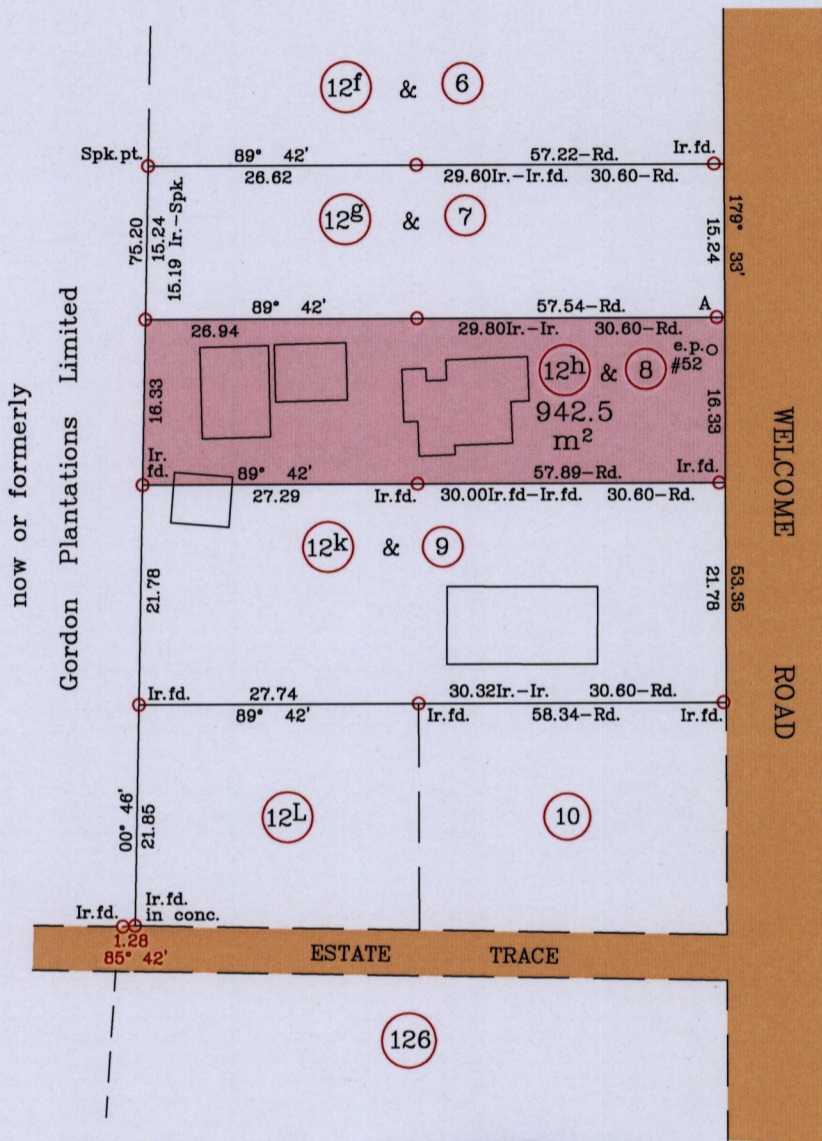 12f & 6
Spk.pt. 89° 42' 57.22-Rd. Ir.fd.
26.62 29.60Ir.-Ir.fd. 30.60-Rd.
12g & 7
75.20
15.24
15.19 Ir.-Spk.
15.24
179° 33'
89° 42' 57.54-Rd. A
26.94 29.80Ir.-Ir. 30.60-Rd.
e.p.
#52
12h & 8
942.5
m²
16.33
16.33
Ir.
fd.
89° 42' 57.89-Rd. Ir.fd.
27.29 Ir.fd. 30.00Ir.fd-Ir.fd. 30.60-Rd.
12k & 9
now or formerly
Gordon Plantations Limited
WELCOME ROAD
21.78
21.78
53.35
Ir.fd. 27.74 30.32Ir.-Ir. 30.60-Rd.
89° 42' Ir.fd. 58.34-Rd. Ir.fd.
12L
10
00° 46'
21.85
Ir.fd.
Ir.fd.
in conc.
1.28
85° 42'
ESTATE TRACE
126